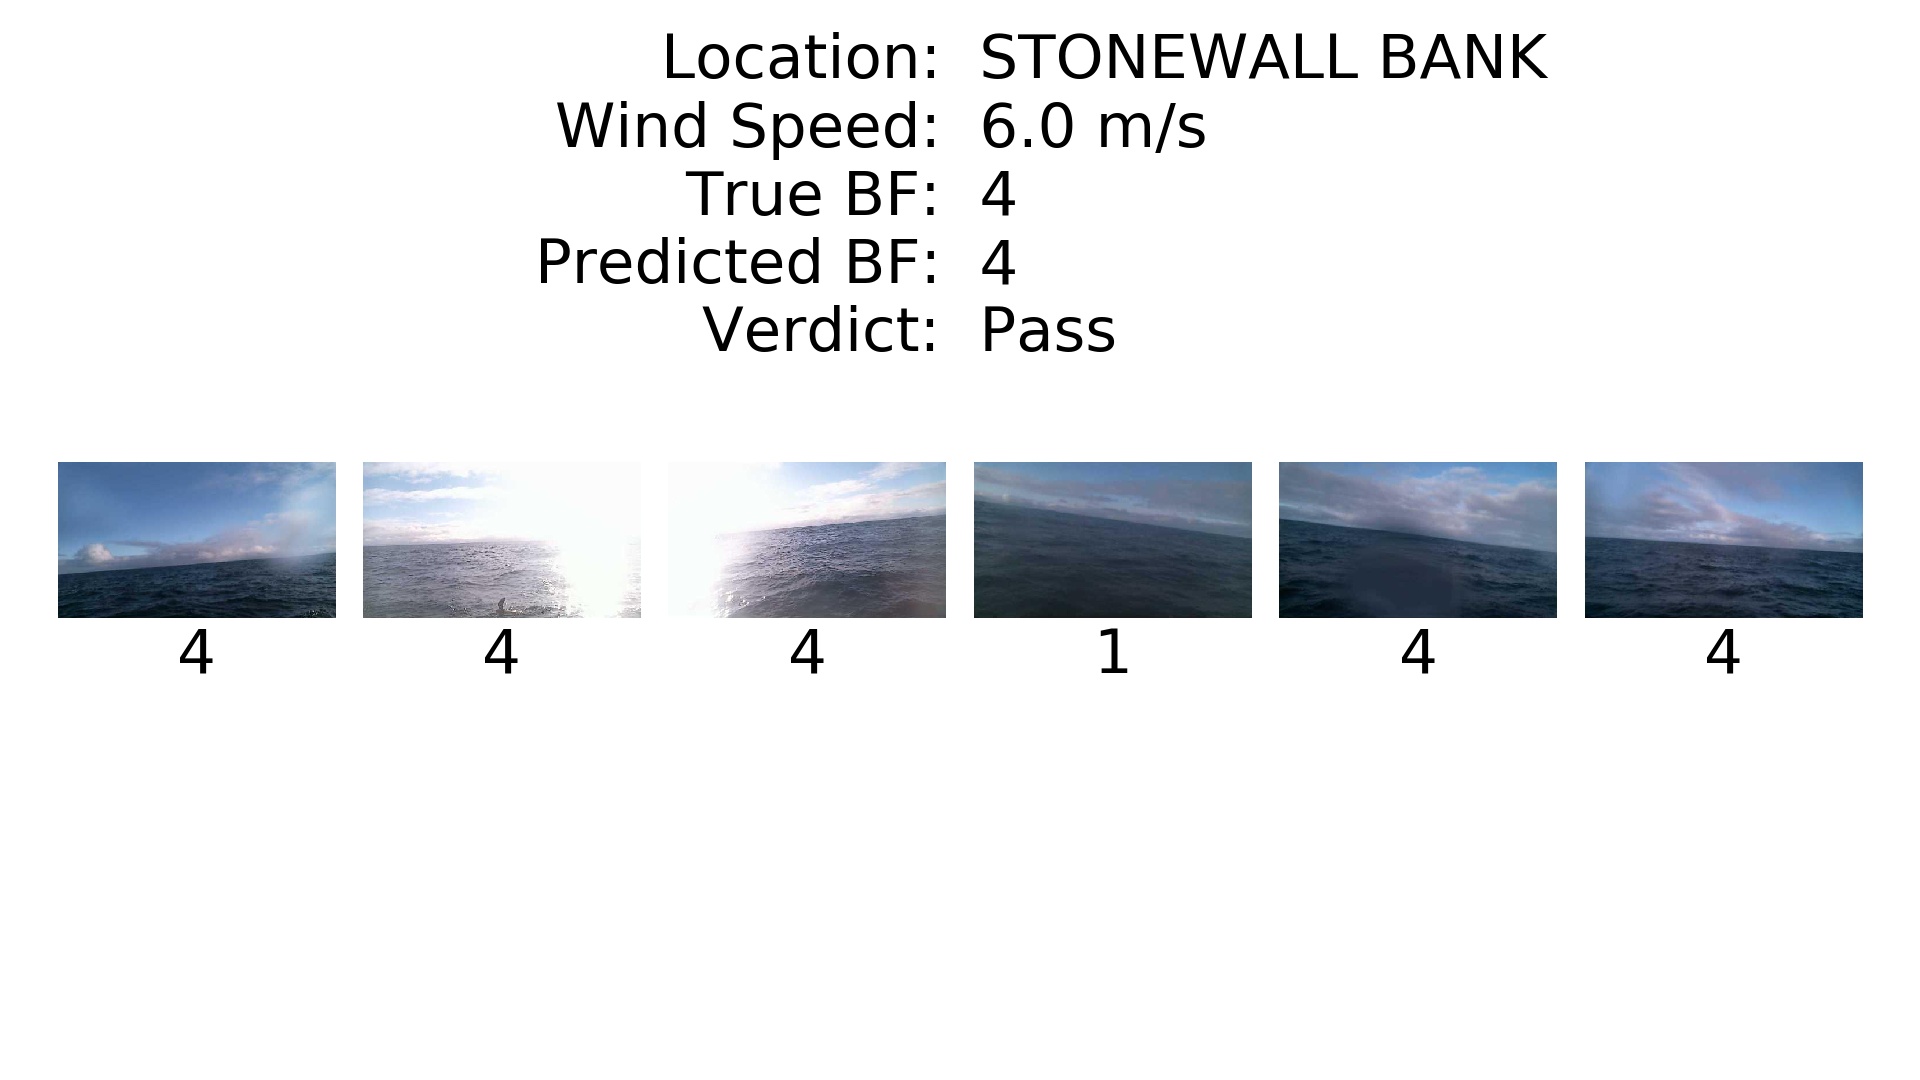 Location: STONEWALL BANK
Wind Speed: 6.0 m/s
True BF: 4
Predicted BF: 4
Verdict: Pass
4 4 4 1 4 4